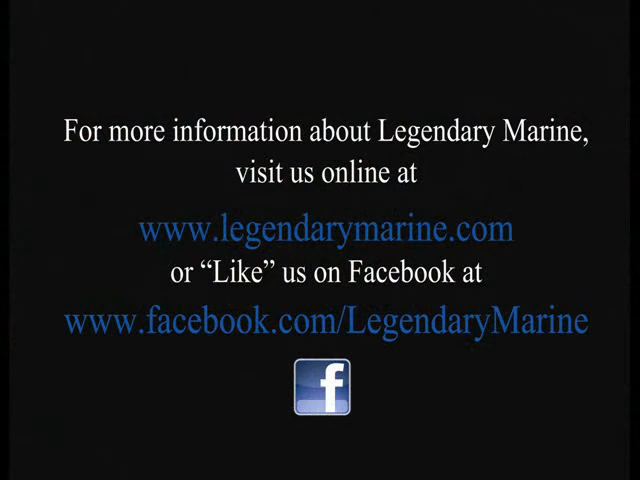 For more information about Legendary Marine,
visit us online at
www.legendarymarine.com
or “Like” us on Facebook at
www.facebook.com/LegendaryMarine
f